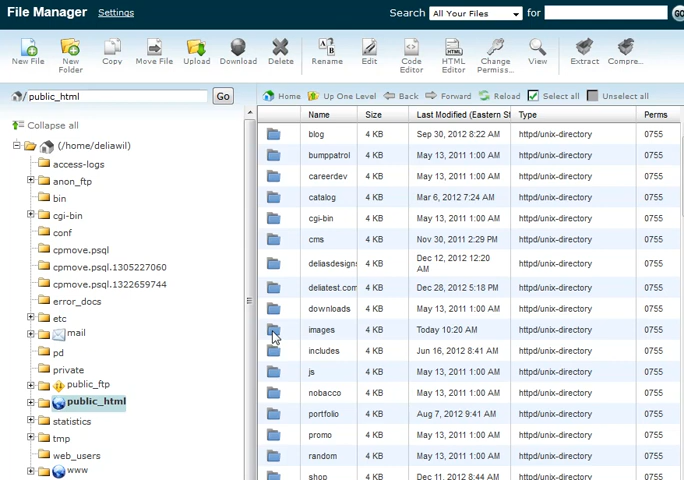 File Manager Settings Search All Your Files for GO
New File New Folder Copy Move File Upload Download Delete Rename Edit Code Editor HTML Editor Change Permiss... View Extract Compre...
/ public_html Go Home Up One Level Back Forward Reload Select all Unselect all
Collapse all
(/home/deliawil)
access-logs
anon_ftp
bin
cgi-bin
conf
cpmove.psql
cpmove.psql.1305227060
cpmove.psql.1322659744
error_docs
etc
mail
pd
private
public_ftp
public_html
statistics
tmp
web_users
www
Name Size Last Modified (Eastern St Type Perms
blog 4 KB Sep 30, 2012 8:22 AM httpd/unix-directory 0755
bumppatrol 4 KB May 13, 2011 1:00 AM httpd/unix-directory 0755
careerdev 4 KB May 13, 2011 1:00 AM httpd/unix-directory 0755
catalog 4 KB Mar 6, 2012 7:24 AM httpd/unix-directory 0755
cgi-bin 4 KB May 13, 2011 1:00 AM httpd/unix-directory 0755
cms 4 KB Nov 30, 2011 2:29 PM httpd/unix-directory 0755
deliasdesigns 4 KB Dec 12, 2012 12:20 AM httpd/unix-directory 0755
deliatest.com 4 KB Dec 28, 2012 5:18 PM httpd/unix-directory 0755
downloads 4 KB May 13, 2011 1:00 AM httpd/unix-directory 0755
images 4 KB Today 10:20 AM httpd/unix-directory 0755
includes 4 KB Jun 16, 2012 8:41 AM httpd/unix-directory 0755
js 4 KB May 13, 2011 1:00 AM httpd/unix-directory 0755
nobacco 4 KB May 13, 2011 1:00 AM httpd/unix-directory 0755
portfolio 4 KB Aug 7, 2012 9:41 AM httpd/unix-directory 0755
promo 4 KB May 13, 2011 1:00 AM httpd/unix-directory 0755
random 4 KB May 13, 2011 1:00 AM httpd/unix-directory 0755
shop 4 KB Dec 11, 2012 8:44 AM httpd/unix-directory 0755